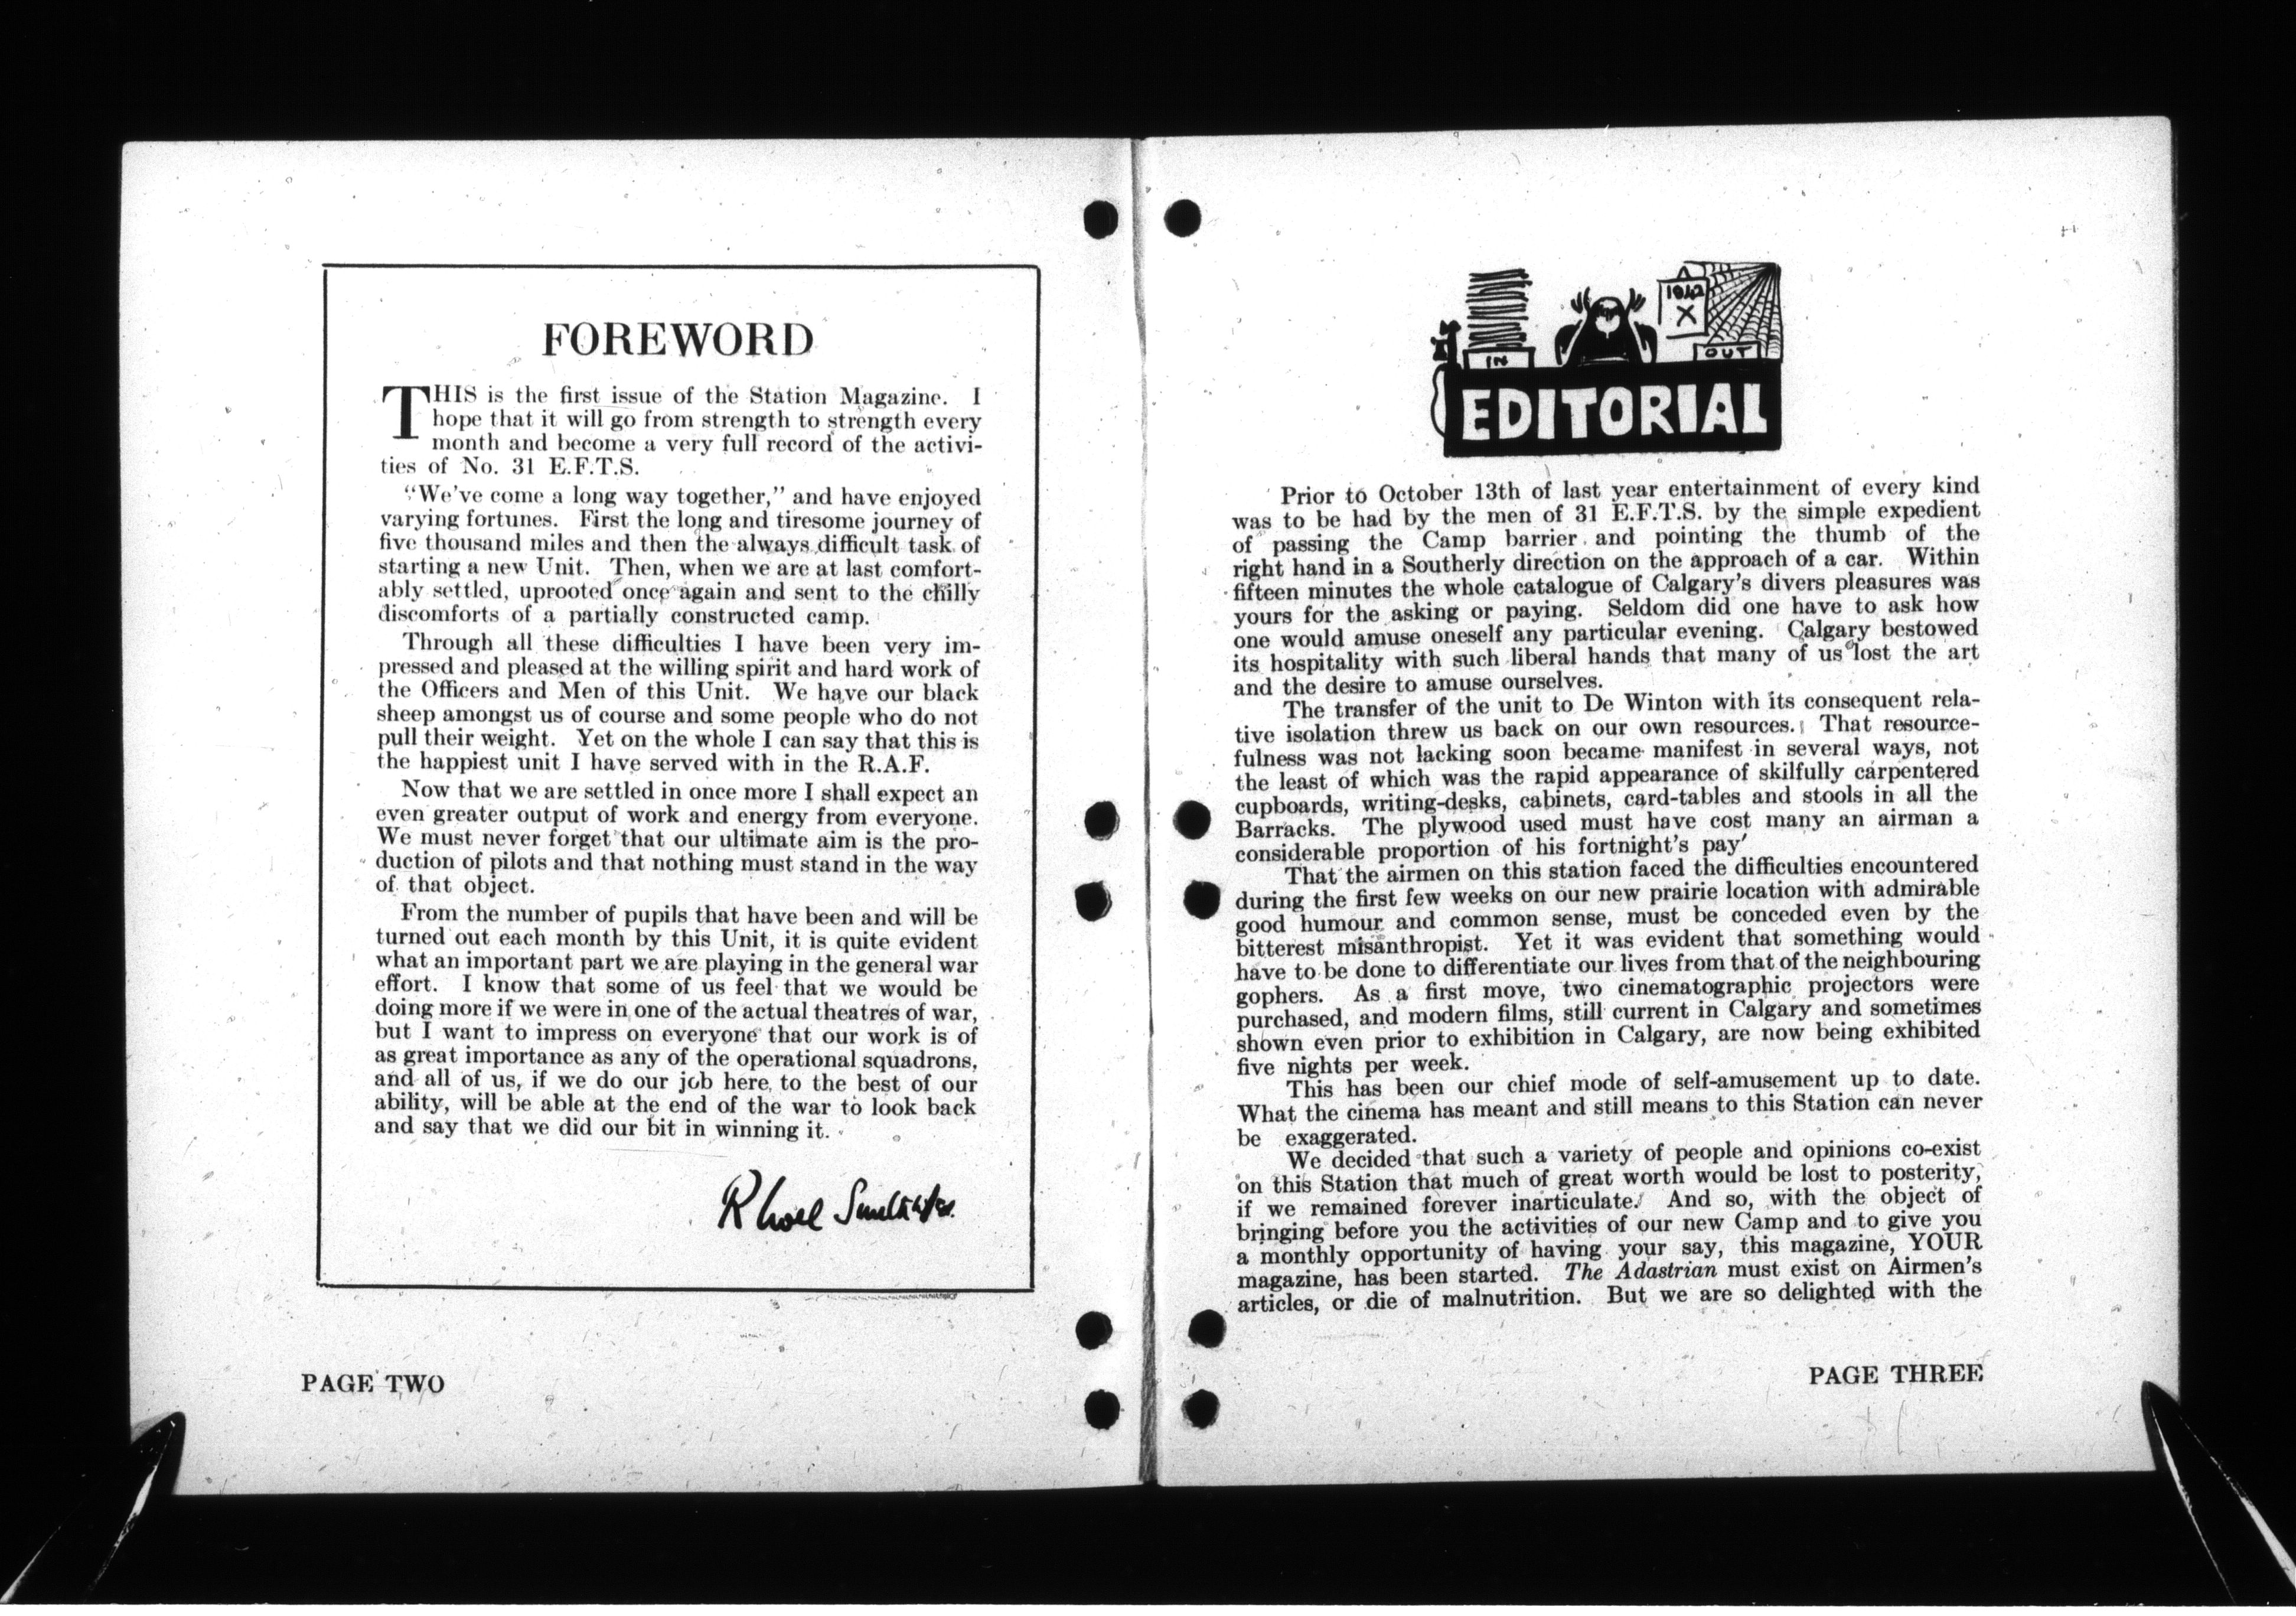 FOREWORD
THIS is the first issue of the Station Magazine. I
hope that it will go from strength to strength every
month and become a very full record of the activi-
ties of No. 31 E.F.T.S.
"We've come a long way together," and have enjoyed
varying fortunes. First the long and tiresome journey of
five thousand miles and then the always difficult task of
starting a new Unit. Then, when we are at last comfort-
ably settled, uprooted once again and sent to the chilly
discomforts of a partially constructed camp.
Through all these difficulties I have been very im-
pressed and pleased at the willing spirit and hard work of
the Officers and Men of this Unit. We have our black
sheep amongst us of course and some people who do not
pull their weight. Yet on the whole I can say that this is
the happiest unit I have served with in the R.A.F.
Now that we are settled in once more I shall expect an
even greater output of work and energy from everyone.
We must never forget that our ultimate aim is the pro-
duction of pilots and that nothing must stand in the way
of that object.
From the number of pupils that have been and will be
turned out each month by this Unit, it is quite evident
what an important part we are playing in the general war
effort. I know that some of us feel that we would be
doing more if we were in one of the actual theatres of war,
but I want to impress on everyone that our work is of
as great importance as any of the operational squadrons,
and all of us, if we do our job here, to the best of our
ability, will be able at the end of the war to look back
and say that we did our bit in winning it.
PAGE TWO
1942
X
IN
OUT
EDITORIAL
Prior to October 13th of last year entertainment of every kind
was to be had by the men of 31 E.F.T.S. by the simple expedient
of passing the Camp barrier and pointing the thumb of the
right hand in a Southerly direction on the approach of a car. Within
fifteen minutes the whole catalogue of Calgary's divers pleasures was
yours for the asking or paying. Seldom did one have to ask how
one would amuse oneself any particular evening. Calgary bestowed
its hospitality with such liberal hands that many of us lost the art
and the desire to amuse ourselves.
The transfer of the unit to De Winton with its consequent rela-
tive isolation threw us back on our own resources. That resource-
fulness was not lacking soon became manifest in several ways, not
the least of which was the rapid appearance of skilfully carpentered
cupboards, writing-desks, cabinets, card-tables and stools in all the
Barracks. The plywood used must have cost many an airman a
considerable proportion of his fortnight's pay'
That the airmen on this station faced the difficulties encountered
during the first few weeks on our new prairie location with admirable
good humour and common sense, must be conceded even by the
bitterest misanthropist. Yet it was evident that something would
have to be done to differentiate our lives from that of the neighbouring
gophers. As a first move, two cinematographic projectors were
purchased, and modern films, still current in Calgary and sometimes
shown even prior to exhibition in Calgary, are now being exhibited
five nights per week.
This has been our chief mode of self-amusement up to date.
What the cinema has meant and still means to this Station can never
be exaggerated.
We decided that such a variety of people and opinions co-exist
on this Station that much of great worth would be lost to posterity,
if we remained forever inarticulate. And so, with the object of
bringing before you the activities of our new Camp and to give you
a monthly opportunity of having your say, this magazine, YOUR
magazine, has been started. The Adastrian must exist on Airmen's
articles, or die of malnutrition. But we are so delighted with the
PAGE THREE